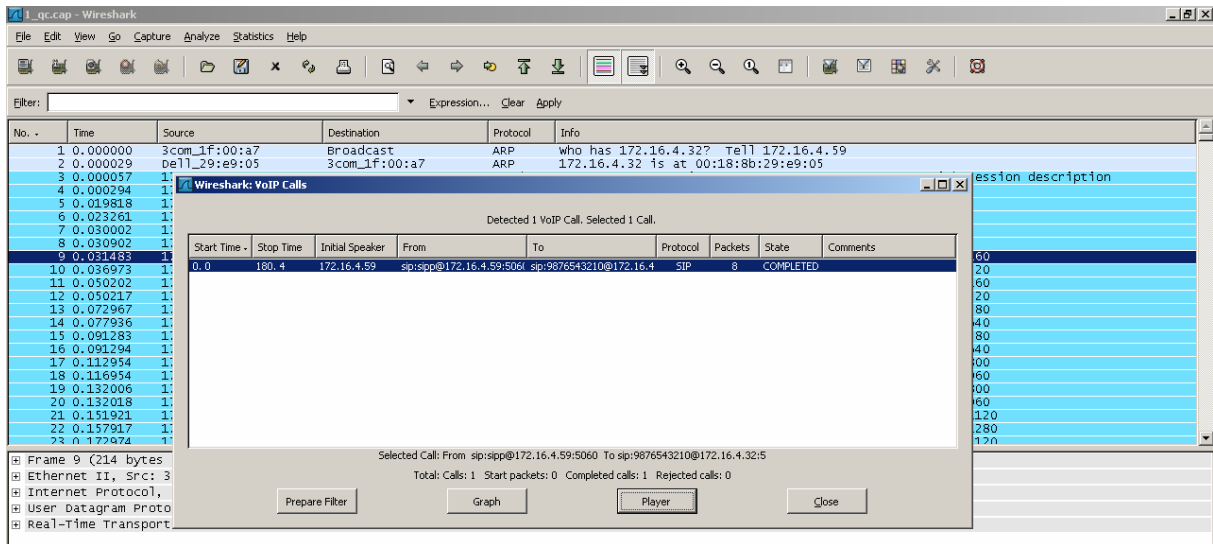 1_qc.cap - Wireshark
File Edit View Go Capture Analyze Statistics Help
Filter: Expression... Clear Apply
No. Time Source Destination Protocol Info
1 0.000000 3com_1f:00:a7 Broadcast ARP Who has 172.16.4.32? Tell 172.16.4.59
2 0.000029 Dell_29:e9:05 3com_1f:00:a7 ARP 172.16.4.32 is at 00:18:8b:29:e9:05
3 0.000057 ession description
4 0.000294
5 0.019818
6 0.023261
7 0.030002
8 0.030902
9 0.031483
10 0.036973
11 0.050202
12 0.050217
13 0.072967
14 0.077936
15 0.091283
16 0.091294
17 0.112954
18 0.116954
19 0.132006
20 0.132018
21 0.151921
22 0.157917
23 0.172974
Wireshark: VoIP Calls
Detected 1 VoIP Call. Selected 1 Call.
Start Time Stop Time Initial Speaker From To Protocol Packets State Comments
0. 0 180. 4 172.16.4.59 sip:sipp@172.16.4.59:506( sip:9876543210@172.16.4 SIP 8 COMPLETED
Selected Call: From sip:sipp@172.16.4.59:5060 To sip:9876543210@172.16.4.32:5
Total: Calls: 1 Start packets: 0 Completed calls: 1 Rejected calls: 0
Prepare Filter Graph Player Close
Frame 9 (214 bytes
Ethernet II, Src: 3
Internet Protocol,
User Datagram Proto
Real-Time Transport